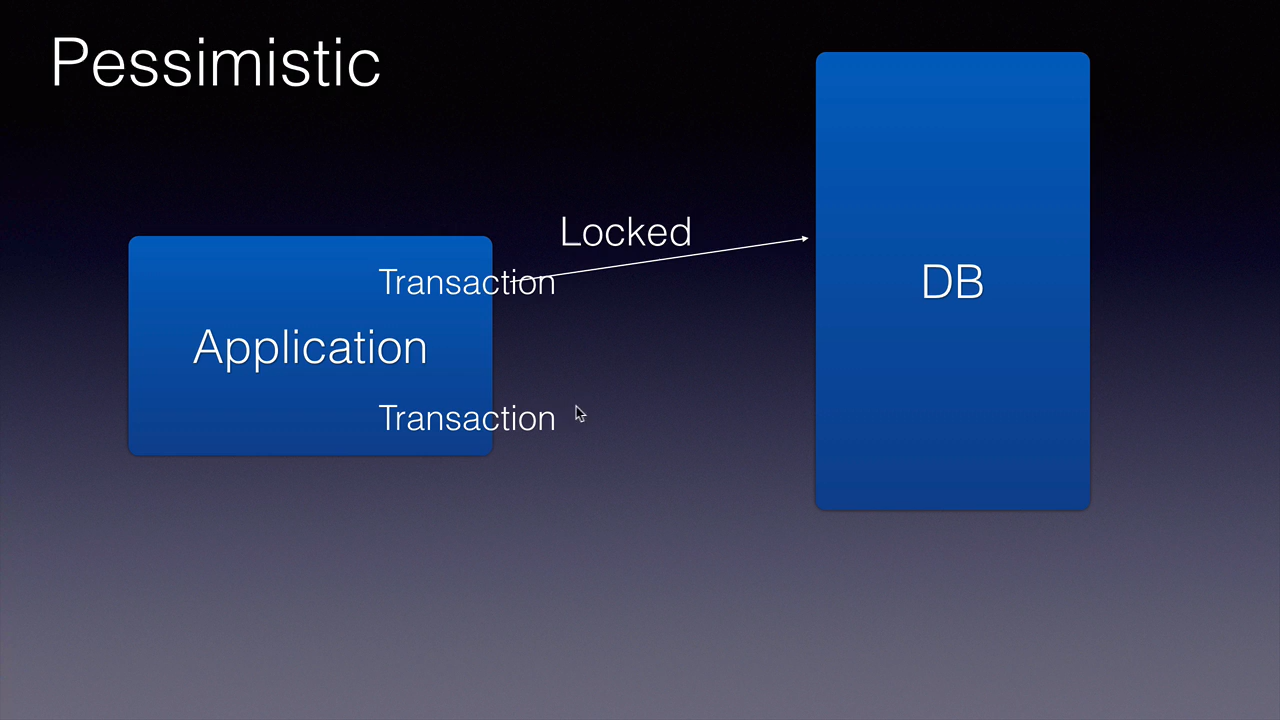 Pessimistic
Locked
Transaction
DB
Application
Transaction